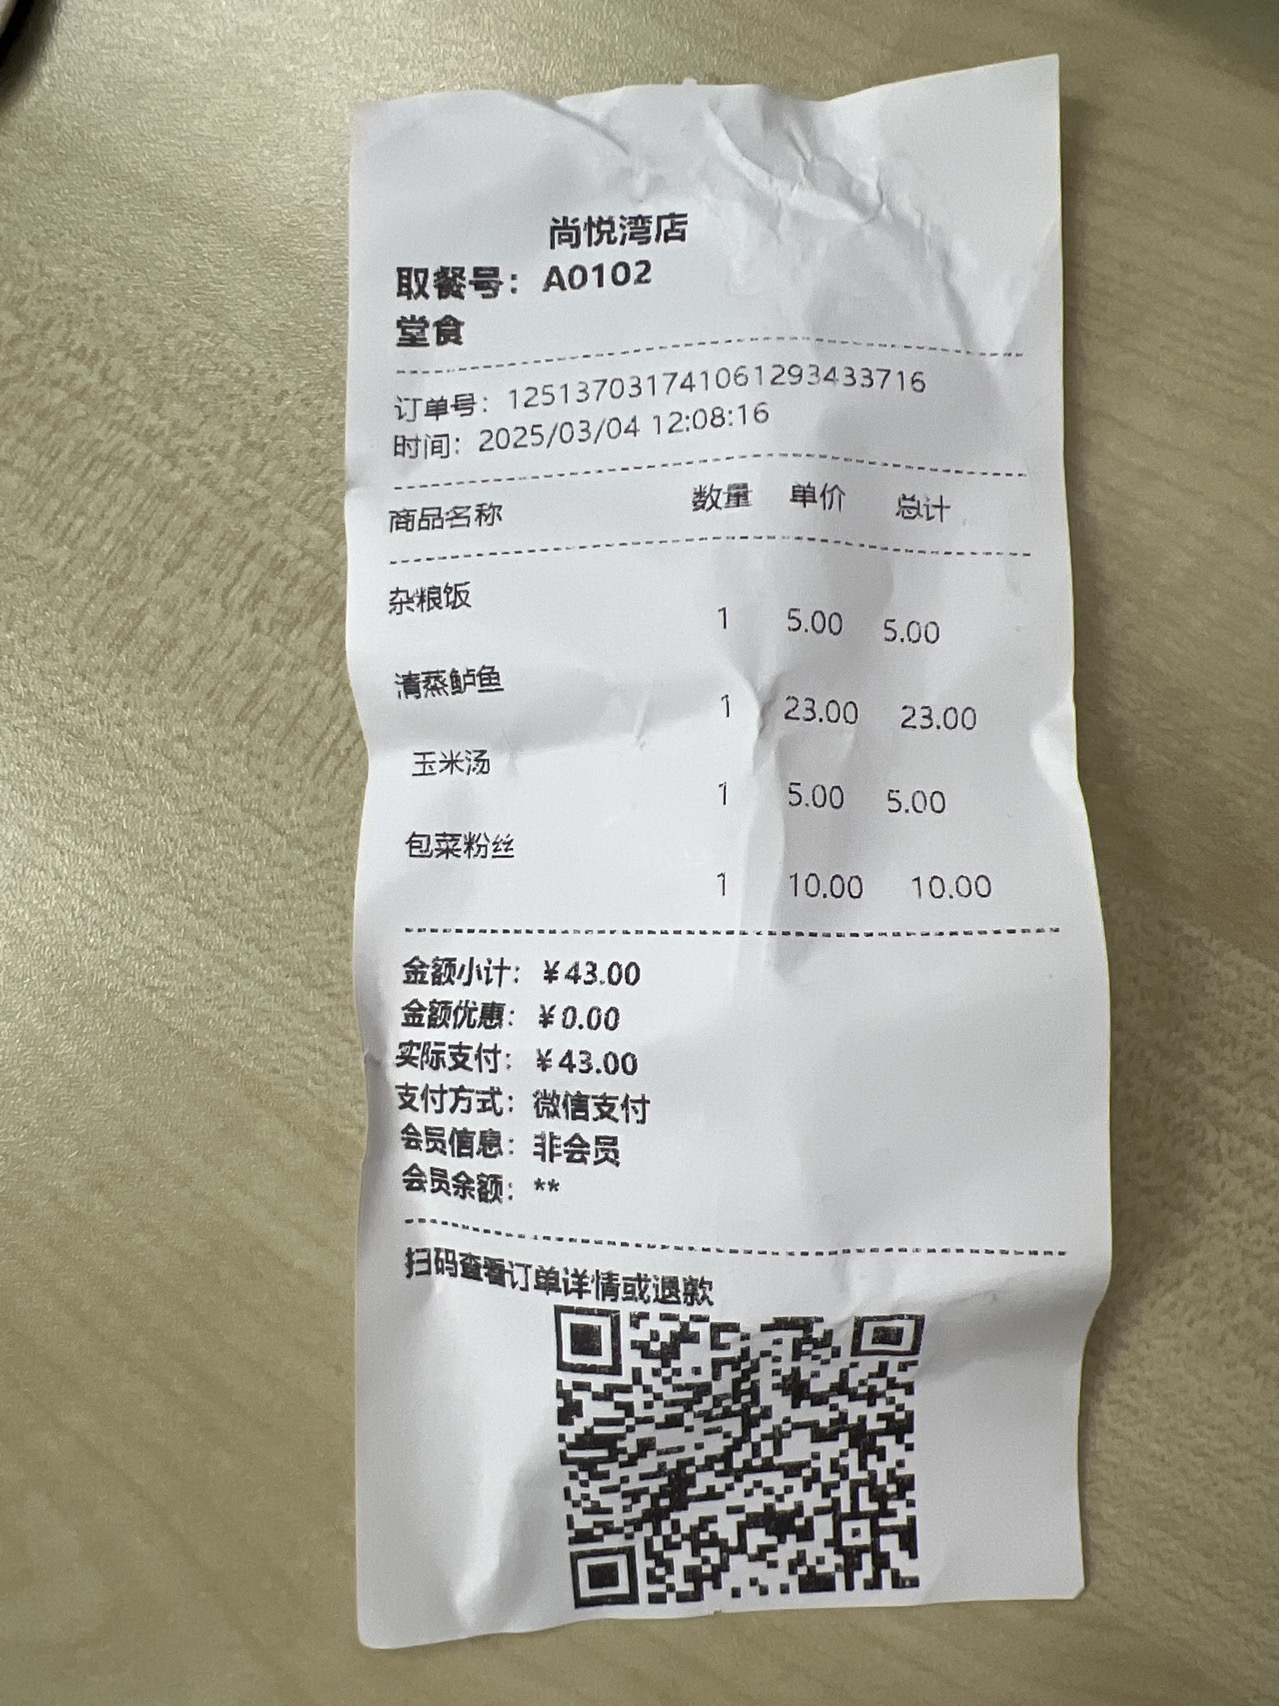 尚悦湾店
取餐号：A0102
堂食
订单号：1251370317410612934​33716
时间：2025/03/04 12:08:16
商品名称 数量 单价 总计
杂粮饭
1 5.00 5.00
清蒸鲈鱼
1 23.00 23.00
玉米汤
1 5.00 5.00
包菜粉丝
1 10.00 10.00
金额小计：￥43.00
金额优惠：￥0.00
实际支付：￥43.00
支付方式：微信支付
会员信息：非会员
会员余额：**
扫码查看订单详情或退款